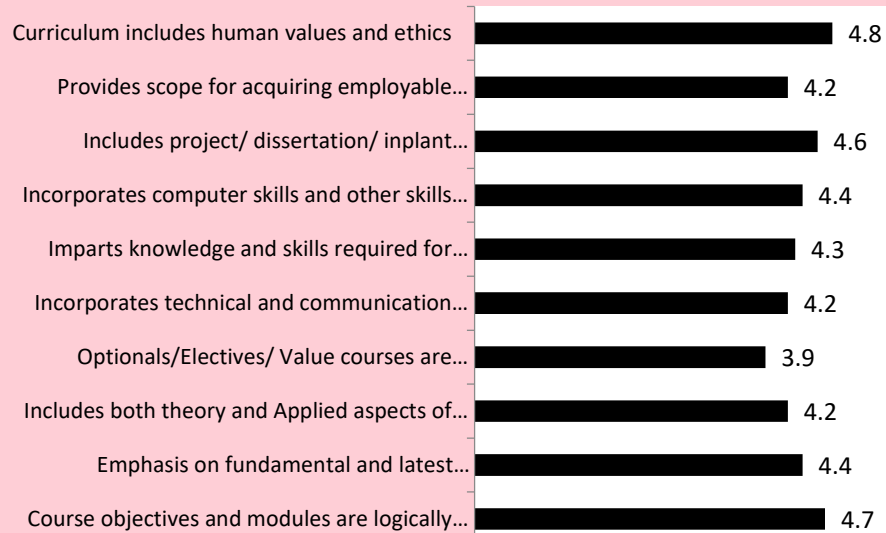 Curriculum includes human values and ethics 4.8
Provides scope for acquiring employable... 4.2
Includes project/ dissertation/ inplant... 4.6
Incorporates computer skills and other skills... 4.4
Imparts knowledge and skills required for... 4.3
Incorporates technical and communication... 4.2
Optionals/Electives/ Value courses are... 3.9
Includes both theory and Applied aspects of... 4.2
Emphasis on fundamental and latest... 4.4
Course objectives and modules are logically... 4.7